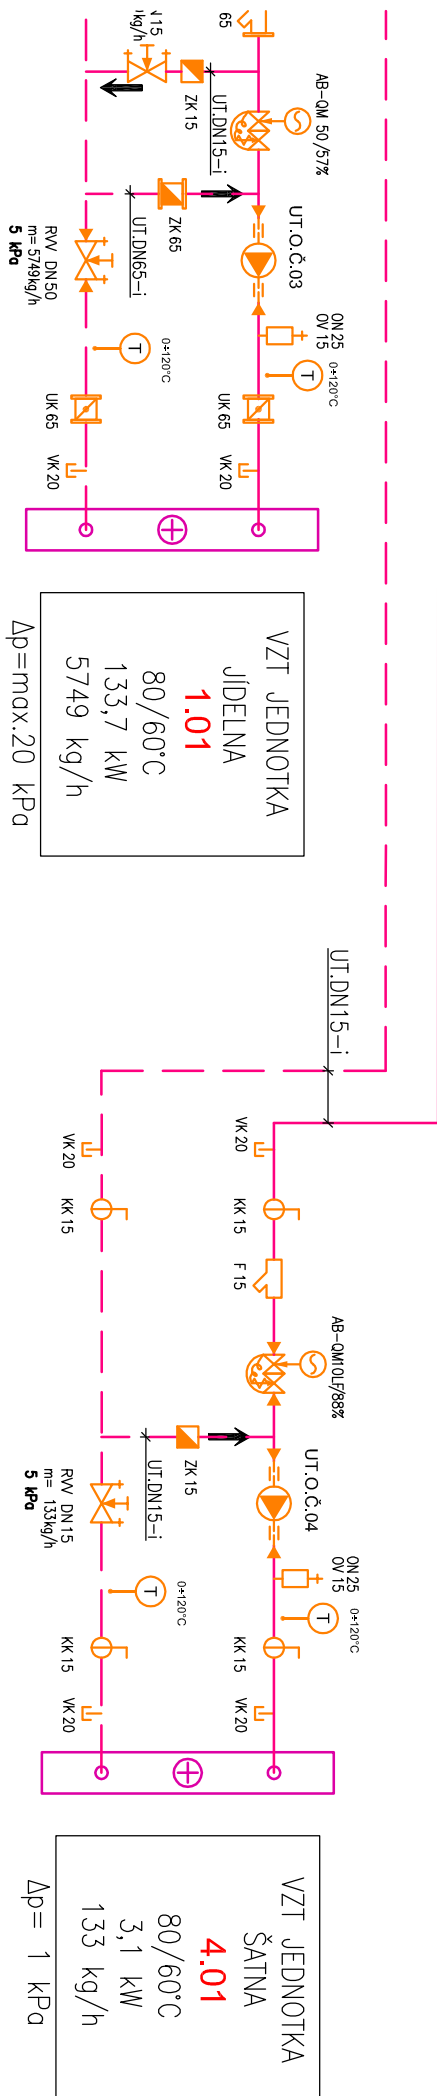 65
N15
kg/h
ZK 15
UT.DN15-i
AB-QM 50/57%
ZK 65
UT.DN65-i
UT.O.Č.03
RVV DN50
m= 5749kg/h
5 kPa
ON 25
OV 15
0÷120°C
T
0÷120°C
T
UK 65
UK 65
VK 20
VK 20
VZT JEDNOTKA
JÍDELNA
1.01
80/60°C
133,7 kW
5749 kg/h
Δp=max.20 kPa
UT.DN15-i
VK 20
VK 20
KK 15
KK 15
F 15
AB-QM10LF/88%
ZK 15
UT.DN15-i
UT.O.Č.04
RVV DN15
m= 133kg/h
5 kPa
ON 25
OV 15
0÷120°C
T
0÷120°C
T
KK 15
KK 15
VK 20
VK 20
VZT JEDNOTKA
ŠATNA
4.01
80/60°C
3,1 kW
133 kg/h
Δp= 1 kPa